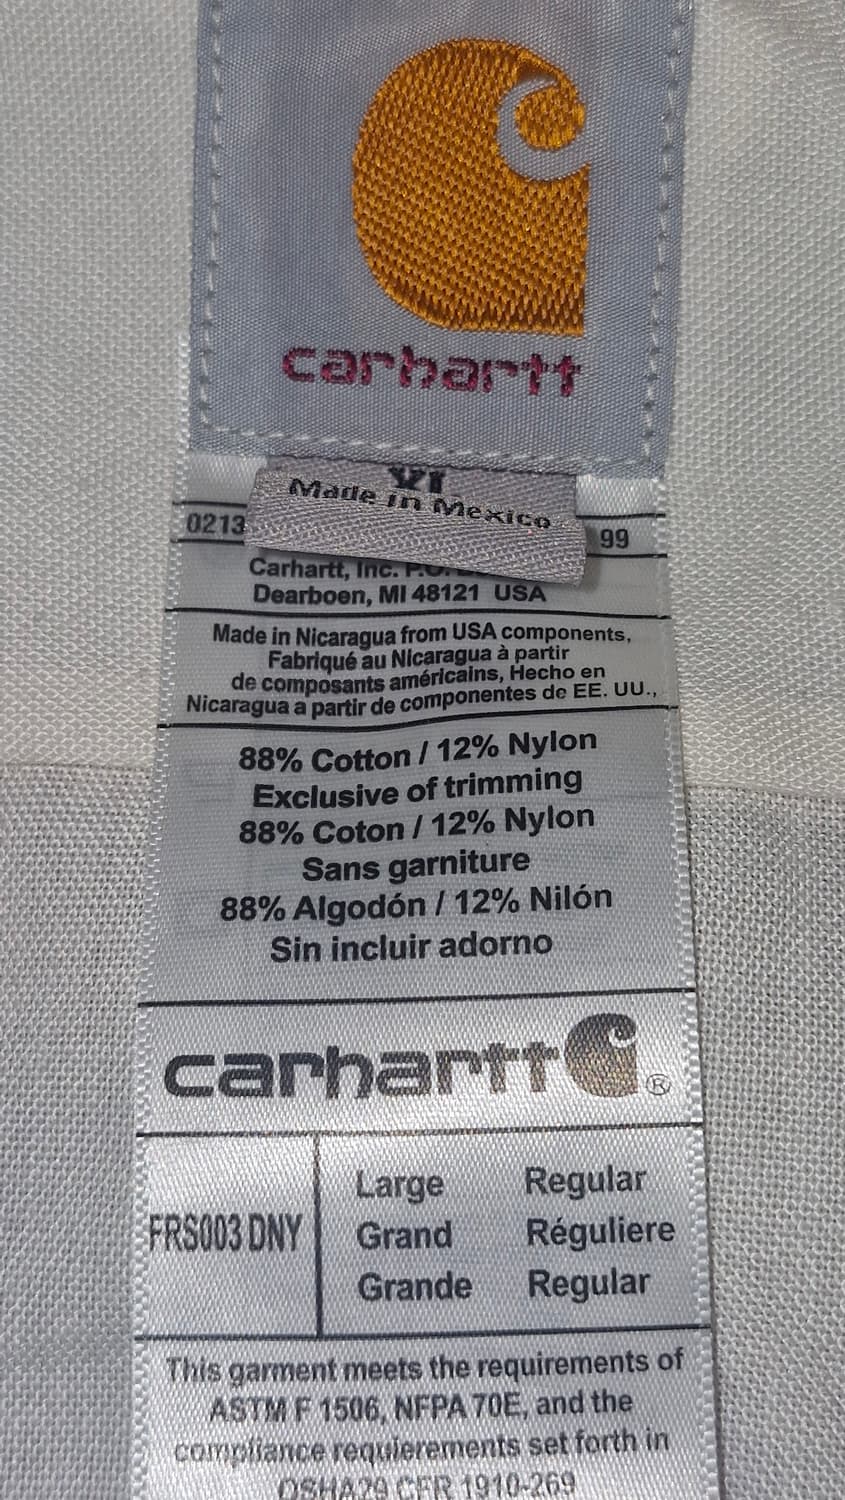 carhartt
XL
Made in Mexico
0213 99
Carhartt, Inc. P.O.
Dearboen, MI 48121 USA
Made in Nicaragua from USA components,
Fabriqué au Nicaragua à partir
de composants américains, Hecho en
Nicaragua a partir de componentes de EE. UU.,
88% Cotton / 12% Nylon
Exclusive of trimming
88% Coton / 12% Nylon
Sans garniture
88% Algodón / 12% Nilón
Sin incluir adorno
carhartt ®
FRS003 DNY
Large Regular
Grand Réguliere
Grande Regular
This garment meets the requirements of
ASTM F 1506, NFPA 70E, and the
compliance requierements set forth in
OSHA29 CFR 1910-269